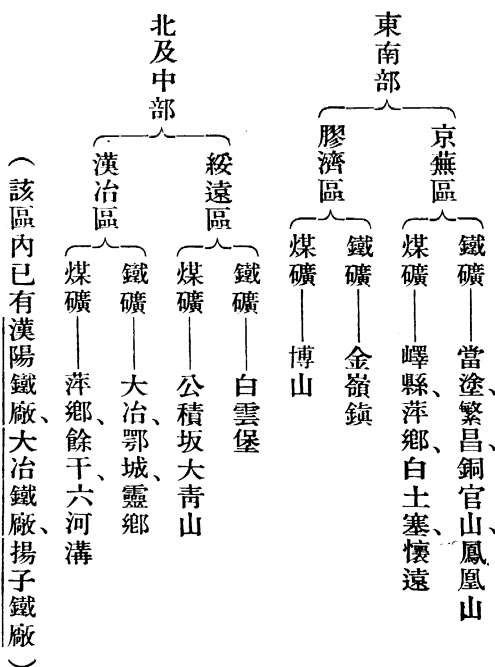 東南部
京蕪區
鐵礦——當塗、繁昌、銅官山、鳳凰山
煤礦——嶧縣、萍鄉、白土寨、懷遠
膠濟區
鐵礦——金嶺鎮
煤礦——博山
北及中部
綏遠區
鐵礦——白雲堡
煤礦——公積坂大青山
漢冶區
鐵礦——大冶、鄂城、靈鄉
煤礦——萍鄉、餘干、六河溝
（該區內已有漢陽鐵廠、大冶鐵廠、揚子鐵廠）